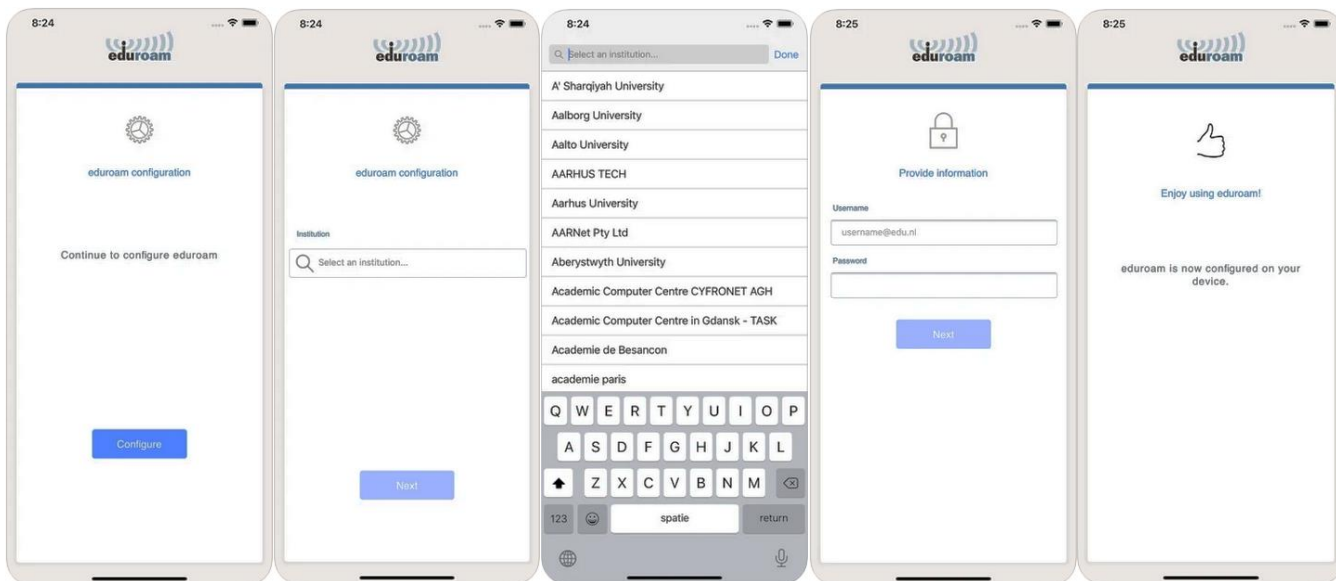 8:24
eduroam
eduroam configuration
Continue to configure eduroam
Configure
8:24
eduroam
eduroam configuration
Institution
Select an institution...
Next
8:24
Select an institution...
Done
A' Sharqiyah University
Aalborg University
Aalto University
AARHUS TECH
Aarhus University
AARNet Pty Ltd
Aberystwyth University
Academic Computer Centre CYFRONET AGH
Academic Computer Centre in Gdansk - TASK
Academie de Besancon
academie paris
Q W E R T Y U I O P
A S D F G H J K L
Z X C V B N M
123 spatie return
8:25
eduroam
Provide information
Username
username@edu.nl
Password
Next
8:25
eduroam
Enjoy using eduroam!
eduroam is now configured on your
device.